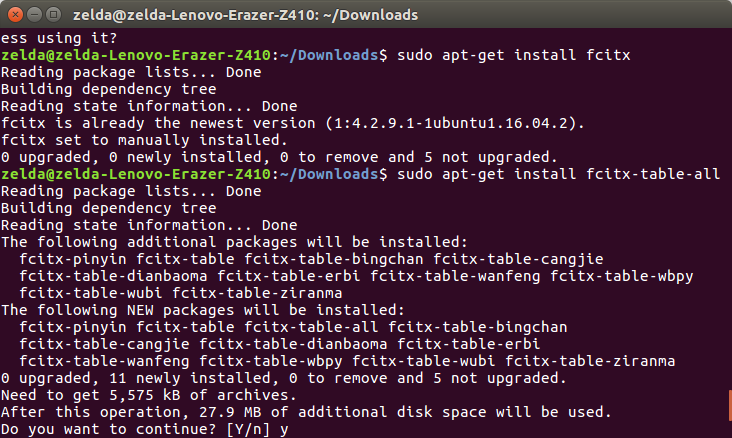 zelda@zelda-Lenovo-Erazer-Z410: ~/Downloads
ess using it?
zelda@zelda-Lenovo-Erazer-Z410:~/Downloads$ sudo apt-get install fcitx
Reading package lists... Done
Building dependency tree
Reading state information... Done
fcitx is already the newest version (1:4.2.9.1-1ubuntu1.16.04.2).
fcitx set to manually installed.
0 upgraded, 0 newly installed, 0 to remove and 5 not upgraded.
zelda@zelda-Lenovo-Erazer-Z410:~/Downloads$ sudo apt-get install fcitx-table-all
Reading package lists... Done
Building dependency tree
Reading state information... Done
The following additional packages will be installed:
  fcitx-pinyin fcitx-table fcitx-table-bingchan fcitx-table-cangjie
  fcitx-table-dianbaoma fcitx-table-erbi fcitx-table-wanfeng fcitx-table-wbpy
  fcitx-table-wubi fcitx-table-ziranma
The following NEW packages will be installed:
  fcitx-pinyin fcitx-table fcitx-table-all fcitx-table-bingchan
  fcitx-table-cangjie fcitx-table-dianbaoma fcitx-table-erbi
  fcitx-table-wanfeng fcitx-table-wbpy fcitx-table-wubi fcitx-table-ziranma
0 upgraded, 11 newly installed, 0 to remove and 5 not upgraded.
Need to get 5,575 kB of archives.
After this operation, 27.9 MB of additional disk space will be used.
Do you want to continue? [Y/n] y